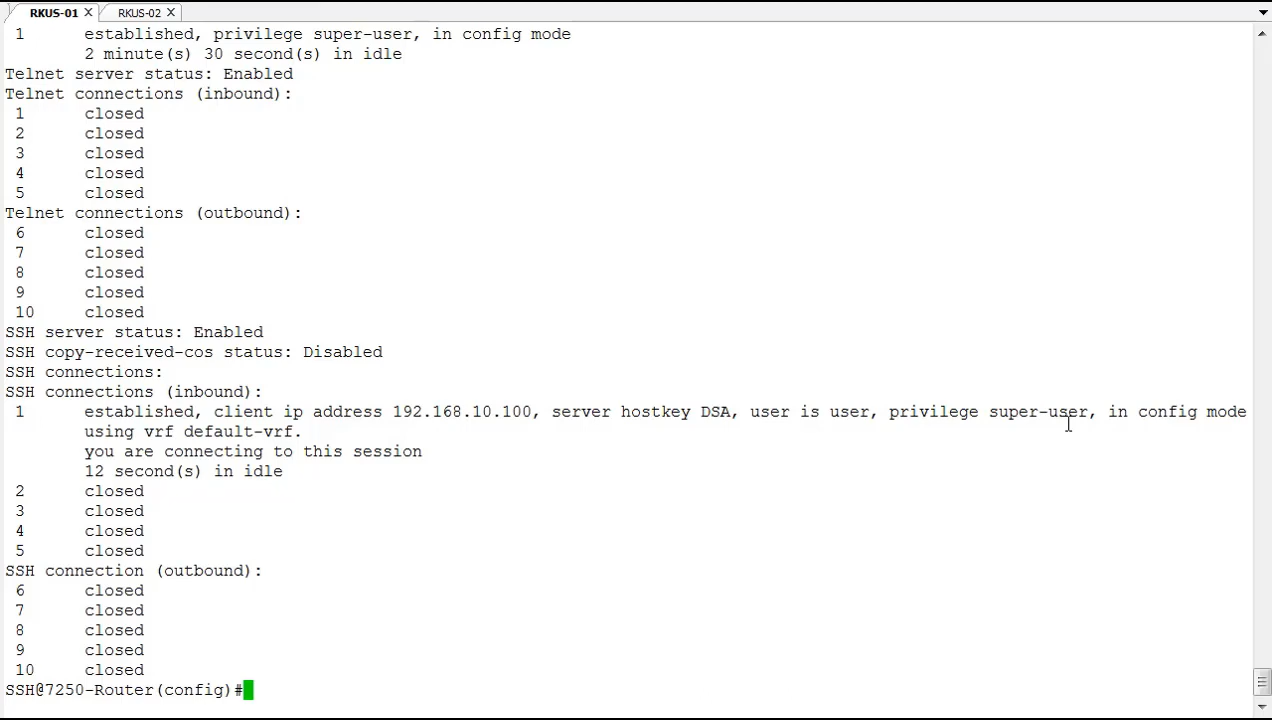 RKUS-01 X RKUS-02 X
1 established, privilege super-user, in config mode
2 minute(s) 30 second(s) in idle
Telnet server status: Enabled
Telnet connections (inbound):
1 closed
2 closed
3 closed
4 closed
5 closed
Telnet connections (outbound):
6 closed
7 closed
8 closed
9 closed
10 closed
SSH server status: Enabled
SSH copy-received-cos status: Disabled
SSH connections:
SSH connections (inbound):
1 established, client ip address 192.168.10.100, server hostkey DSA, user is user, privilege super-user, in config mode
using vrf default-vrf.
you are connecting to this session
12 second(s) in idle
2 closed
3 closed
4 closed
5 closed
SSH connection (outbound):
6 closed
7 closed
8 closed
9 closed
10 closed
SSH@7250-Router(config)#